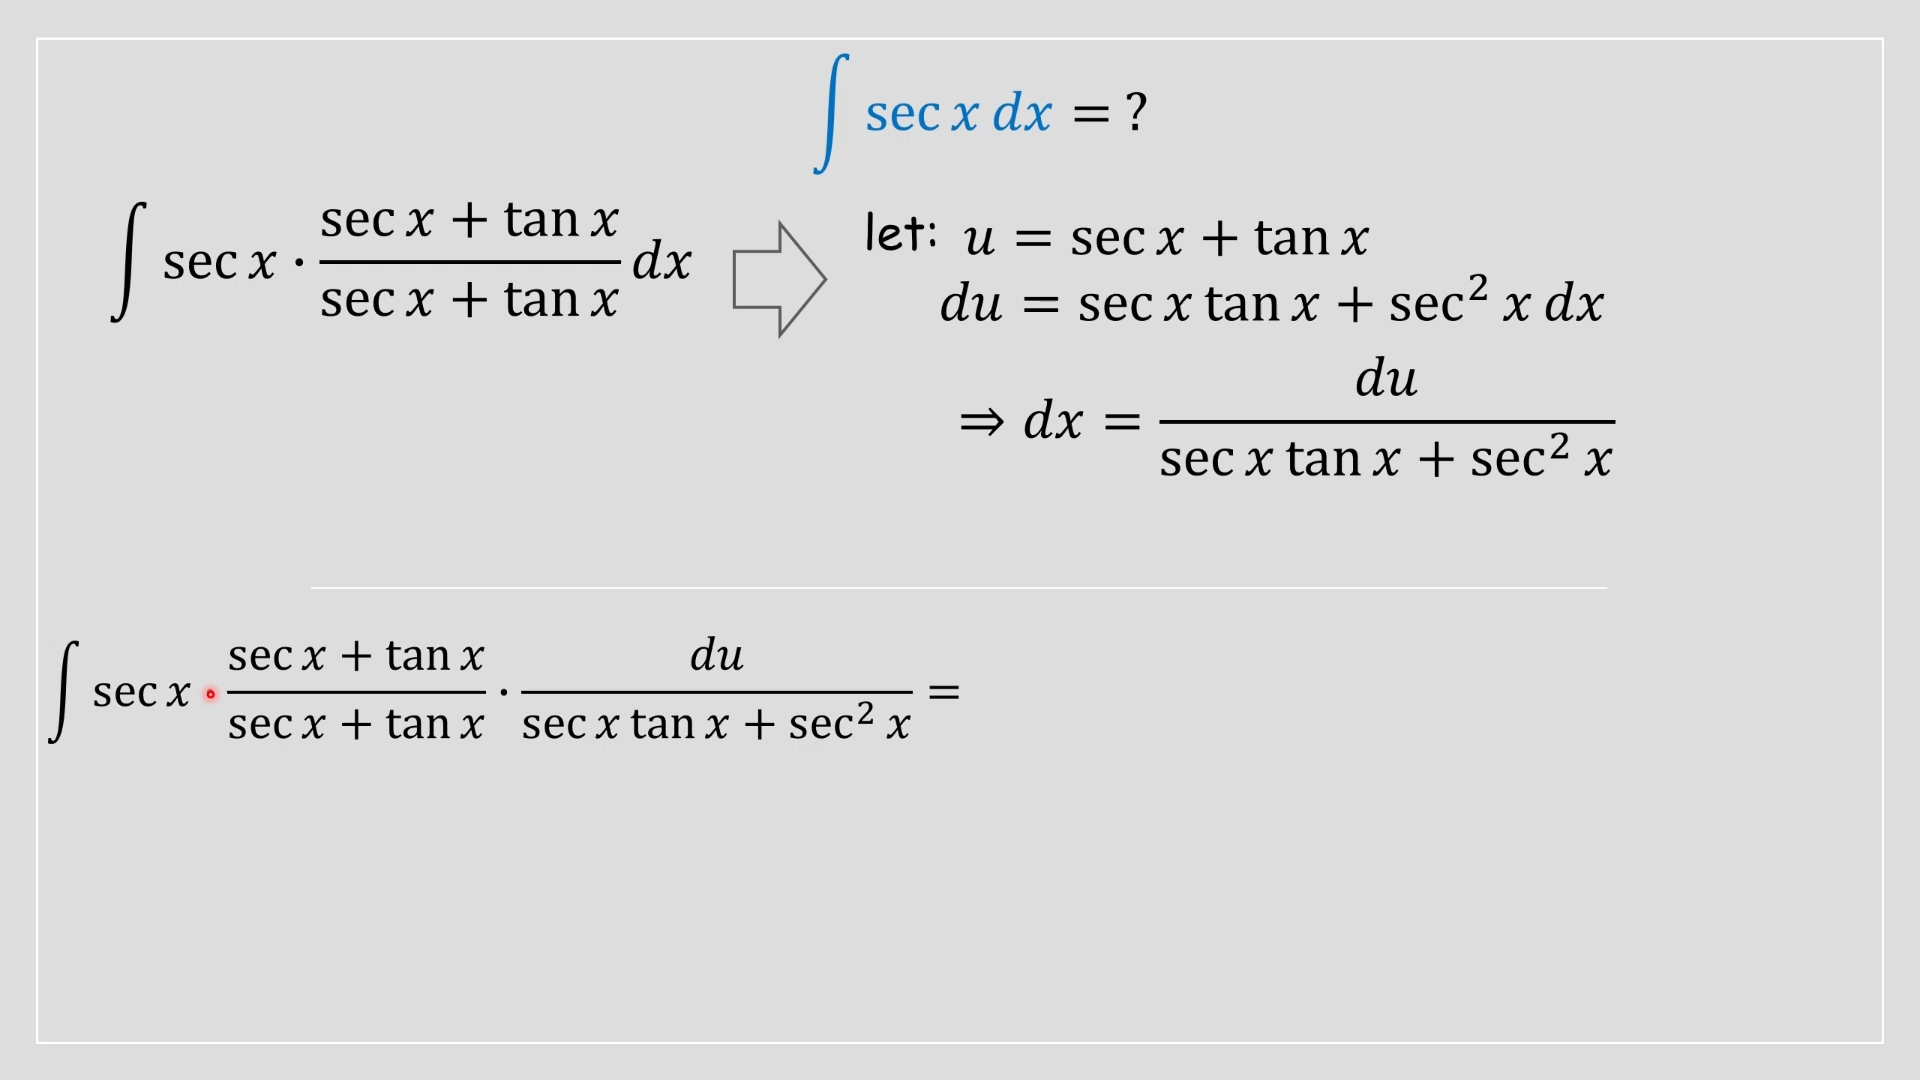 ∫ sec x dx = ?
∫ sec x · (sec x + tan x)/(sec x + tan x) dx
let: u = sec x + tan x
du = sec x tan x + sec² x dx
⇒ dx = du/(sec x tan x + sec² x)
∫ sec x · (sec x + tan x)/(sec x + tan x) · du/(sec x tan x + sec² x) =